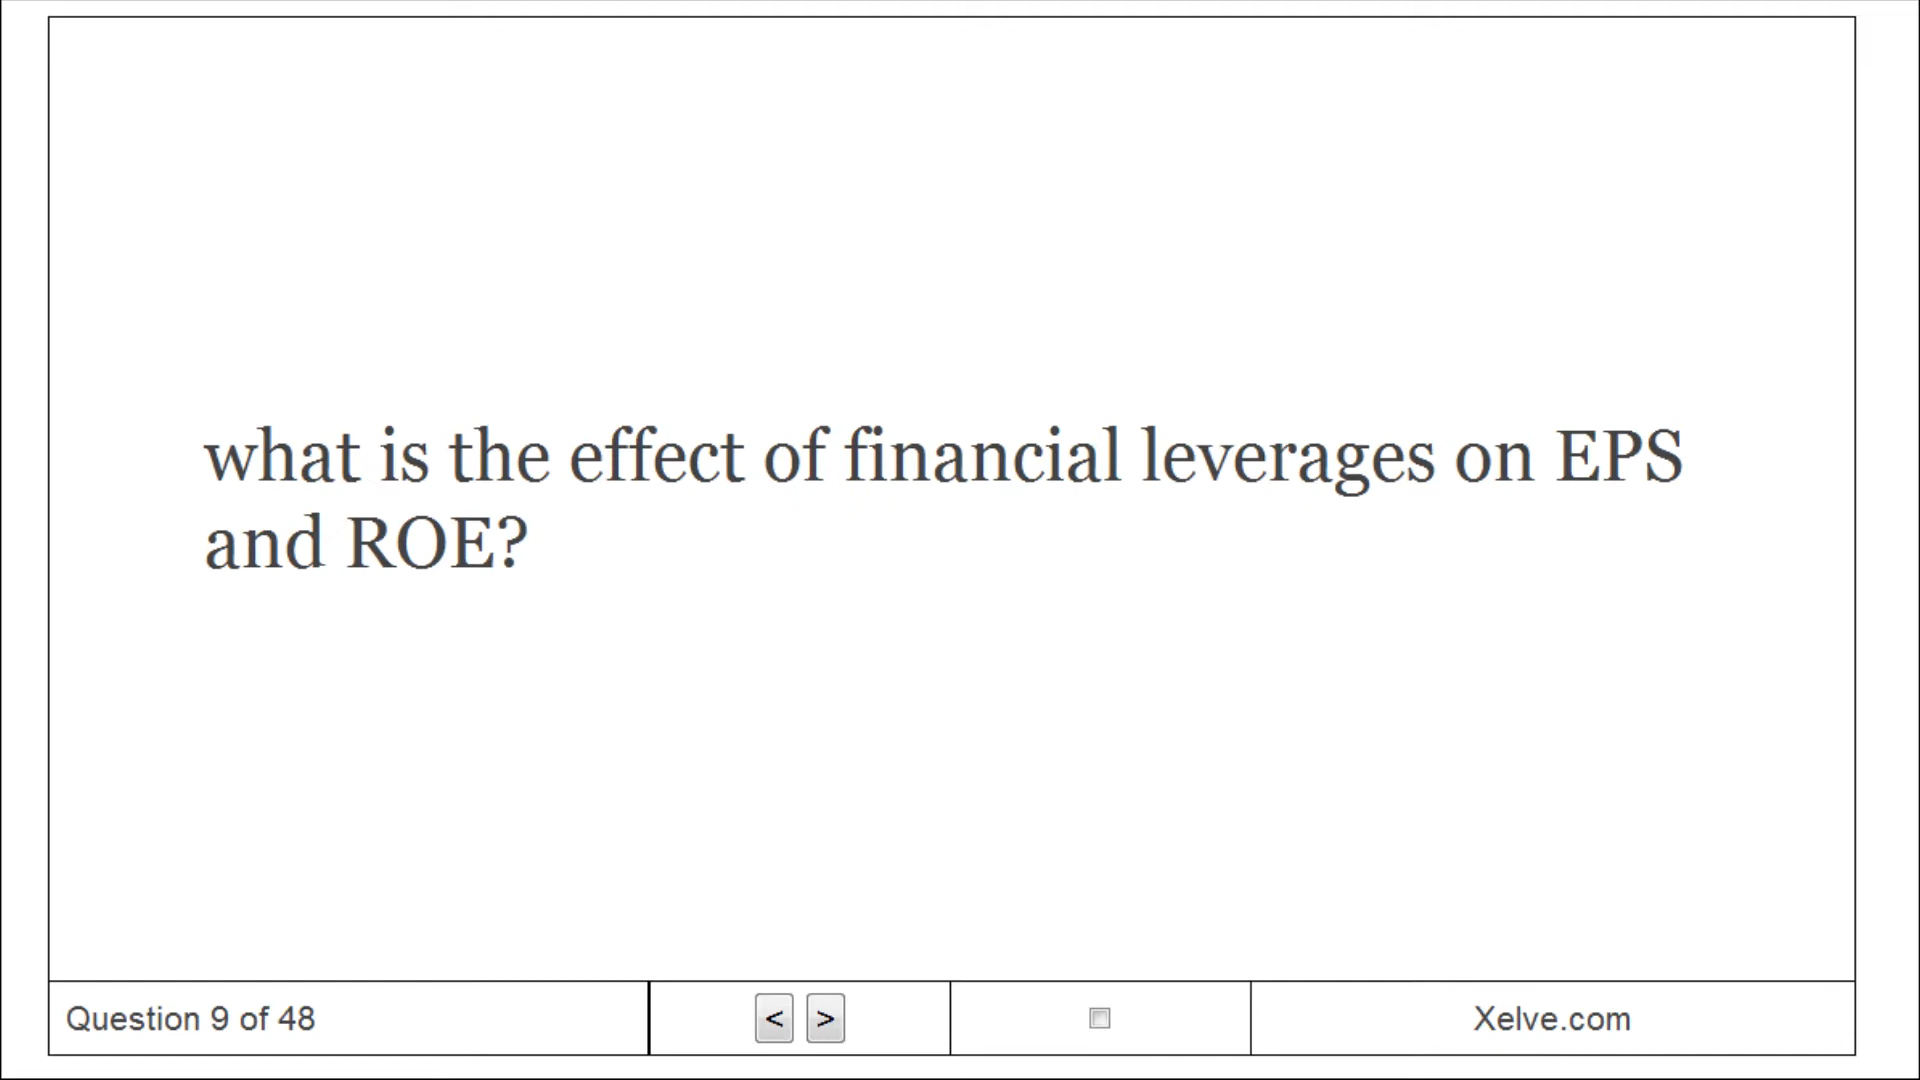 what is the effect of financial leverages on EPS
and ROE?
Question 9 of 48
< >
Xelve.com